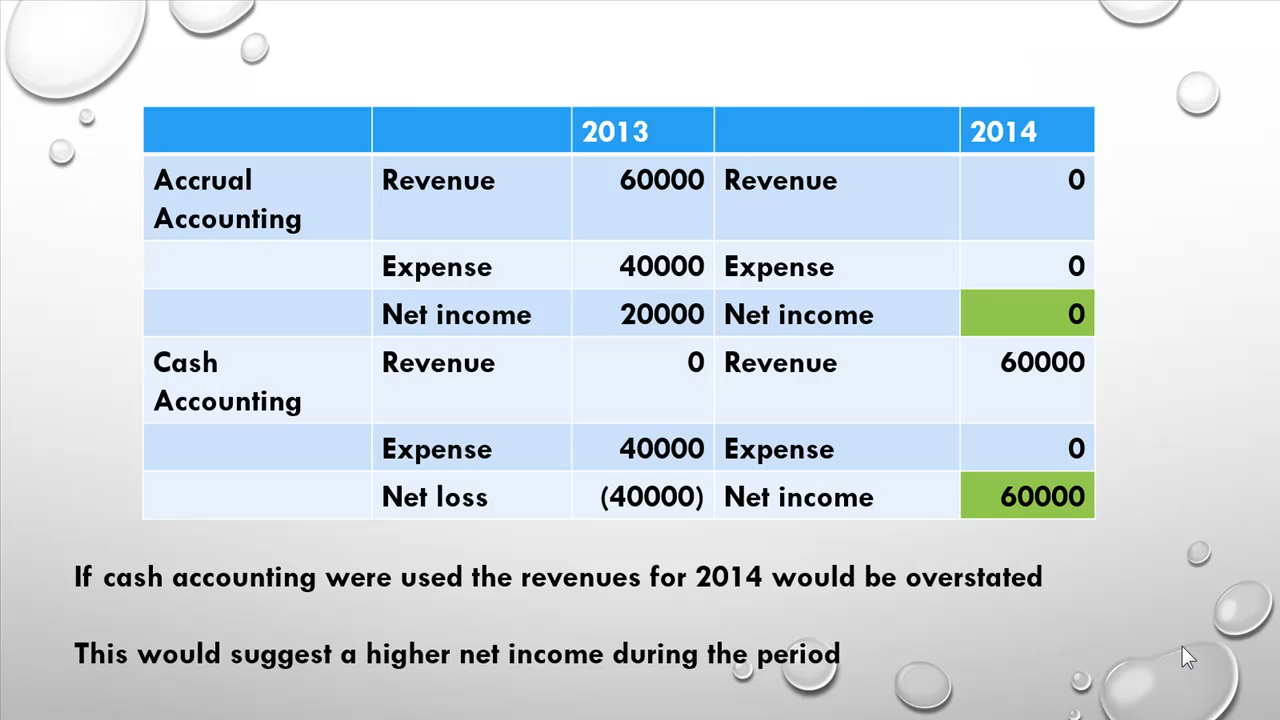 2013 2014
Accrual Accounting Revenue 60000 Revenue 0
Expense 40000 Expense 0
Net income 20000 Net income 0
Cash Accounting Revenue 0 Revenue 60000
Expense 40000 Expense 0
Net loss (40000) Net income 60000
If cash accounting were used the revenues for 2014 would be overstated
This would suggest a higher net income during the period